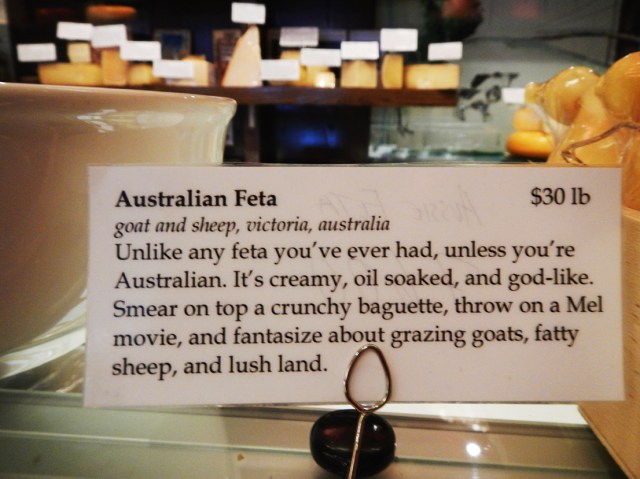 Australian Feta $30 lb
goat and sheep, victoria, australia
Unlike any feta you've ever had, unless you're
Australian. It's creamy, oil soaked, and god-like.
Smear on top a crunchy baguette, throw on a Mel
movie, and fantasize about grazing goats, fatty
sheep, and lush land.